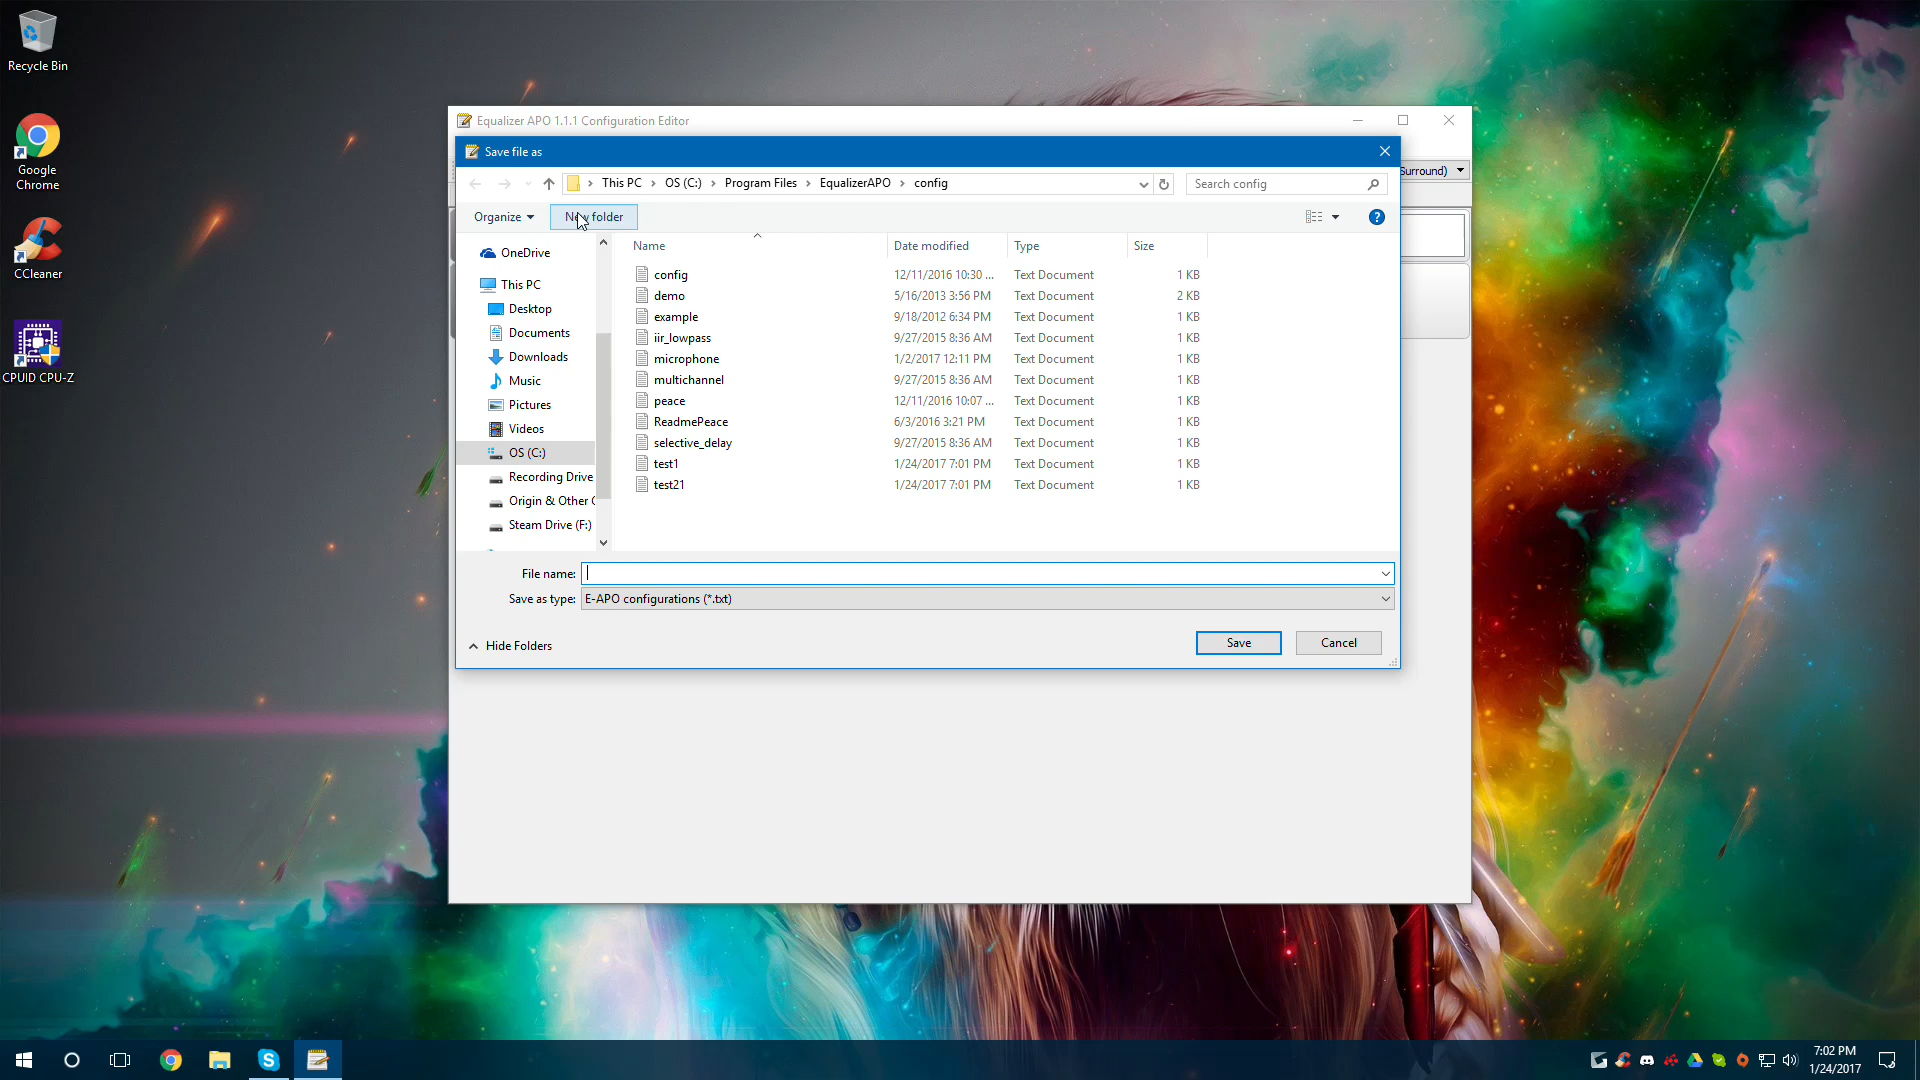 Recycle Bin
Google
Chrome
CCleaner
CPUID CPU-Z
Equalizer APO 1.1.1 Configuration Editor
Surround)
Save file as
This PC
OS (C:)
Program Files
EqualizerAPO
config
Search config
Organize
New folder
?
Name
Date modified
Type
Size
OneDrive
This PC
Desktop
Documents
Downloads
Music
Pictures
Videos
OS (C:)
Recording Drive
Origin & Other
Steam Drive (F:)
config 12/11/2016 10:30 ... Text Document 1 KB
demo 5/16/2013 3:56 PM Text Document 2 KB
example 9/18/2012 6:34 PM Text Document 1 KB
iir_lowpass 9/27/2015 8:36 AM Text Document 1 KB
microphone 1/2/2017 12:11 PM Text Document 1 KB
multichannel 9/27/2015 8:36 AM Text Document 1 KB
peace 12/11/2016 10:07 ... Text Document 1 KB
ReadmePeace 6/3/2016 3:21 PM Text Document 1 KB
selective_delay 9/27/2015 8:36 AM Text Document 1 KB
test1 1/24/2017 7:01 PM Text Document 1 KB
test21 1/24/2017 7:01 PM Text Document 1 KB
File name:
Save as type: E-APO configurations (*.txt)
Hide Folders
Save
Cancel
7:02 PM
1/24/2017